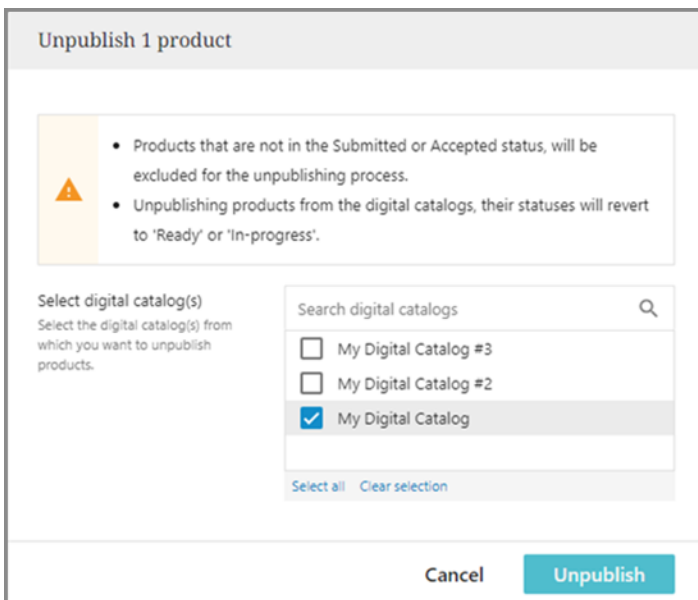 Unpublish 1 product
• Products that are not in the Submitted or Accepted status, will be
excluded for the unpublishing process.
• Unpublishing products from the digital catalogs, their statuses will revert
to 'Ready' or 'In-progress'.
Select digital catalog(s)
Select the digital catalog(s) from
which you want to unpublish
products.
Search digital catalogs
My Digital Catalog #3
My Digital Catalog #2
My Digital Catalog
Select all Clear selection
Cancel Unpublish